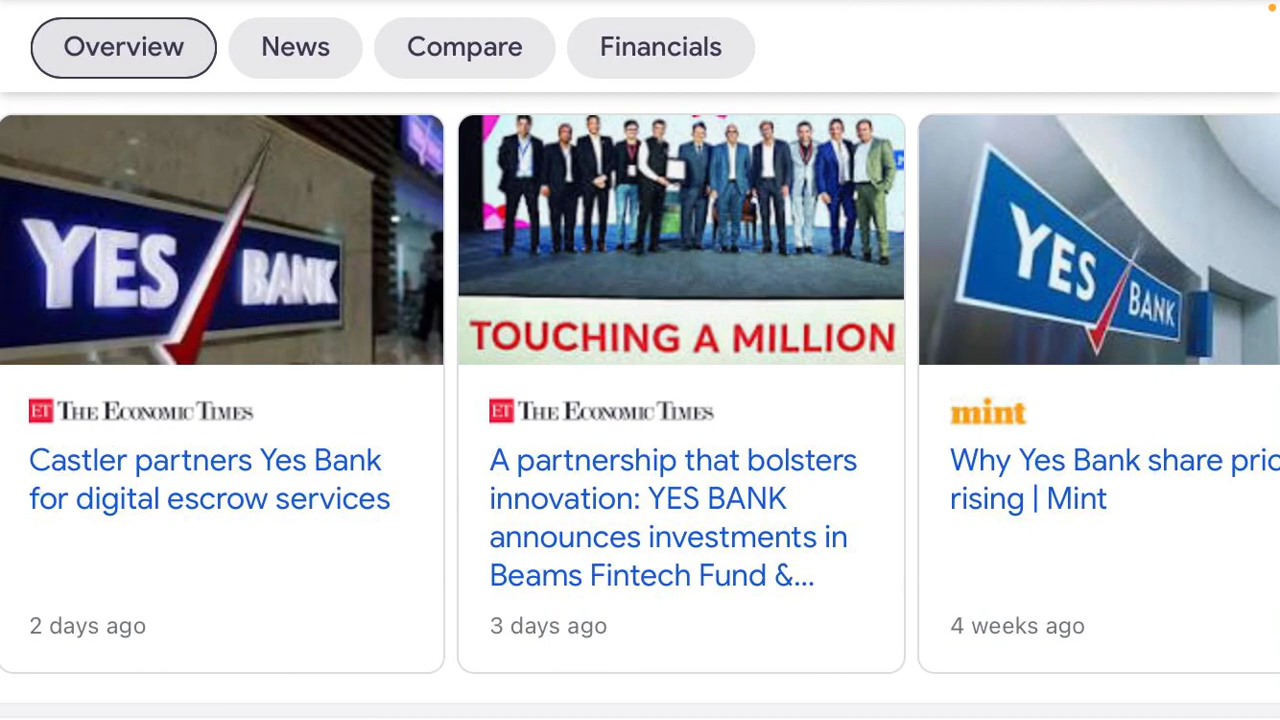 Overview
News
Compare
Financials
YES BANK
TOUCHING A MILLION
YES BANK
ET THE ECONOMIC TIMES
Castler partners Yes Bank
for digital escrow services
2 days ago
ET THE ECONOMIC TIMES
A partnership that bolsters
innovation: YES BANK
announces investments in
Beams Fintech Fund &...
3 days ago
mint
Why Yes Bank share pric
rising | Mint
4 weeks ago